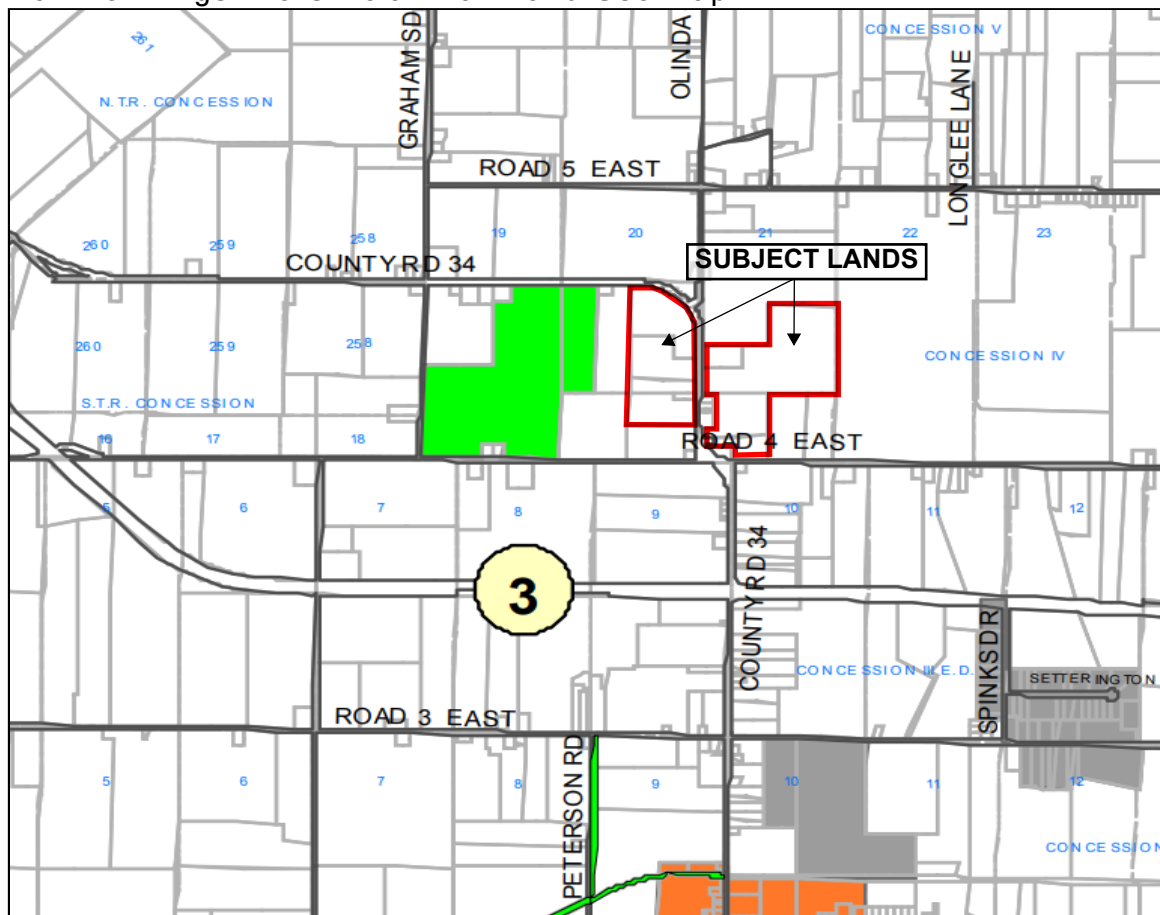 261
GRAHAM SD
OLINDA
CONCESSION V
LONGLEE LANE
N.T.R. CONCESSION
ROAD 5 EAST
260
259
258
19
20
21
22
23
COUNTY RD 34
SUBJECT LANDS
260
259
258
CONCESSION IV
S.T.R. CONCESSION
16
17
18
ROAD 4 EAST
5
6
7
8
9
10
11
12
COUNTY RD 34
3
CONCESSION III E.D.
SPINKS DR
SETTERINGTON
ROAD 3 EAST
PETERSON RD
5
6
7
8
9
10
11
12
CONCESSION